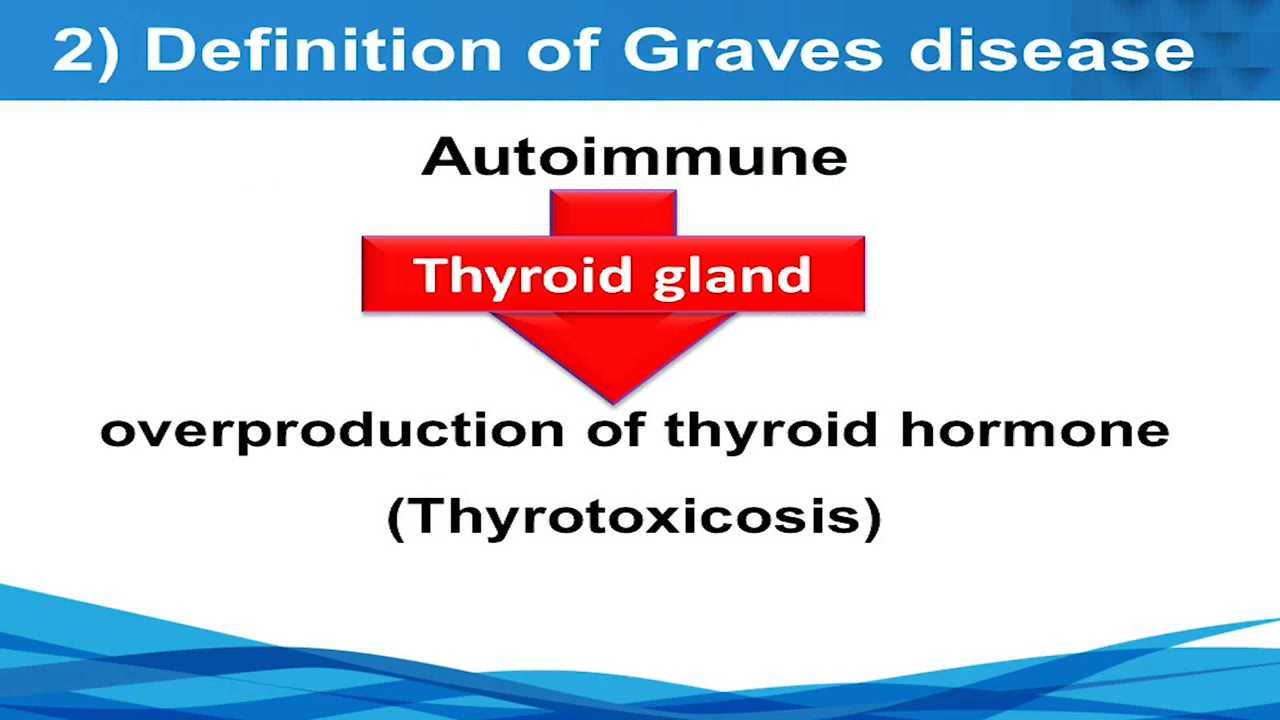 2) Definition of Graves disease
Autoimmune
Thyroid gland
overproduction of thyroid hormone
(Thyrotoxicosis)